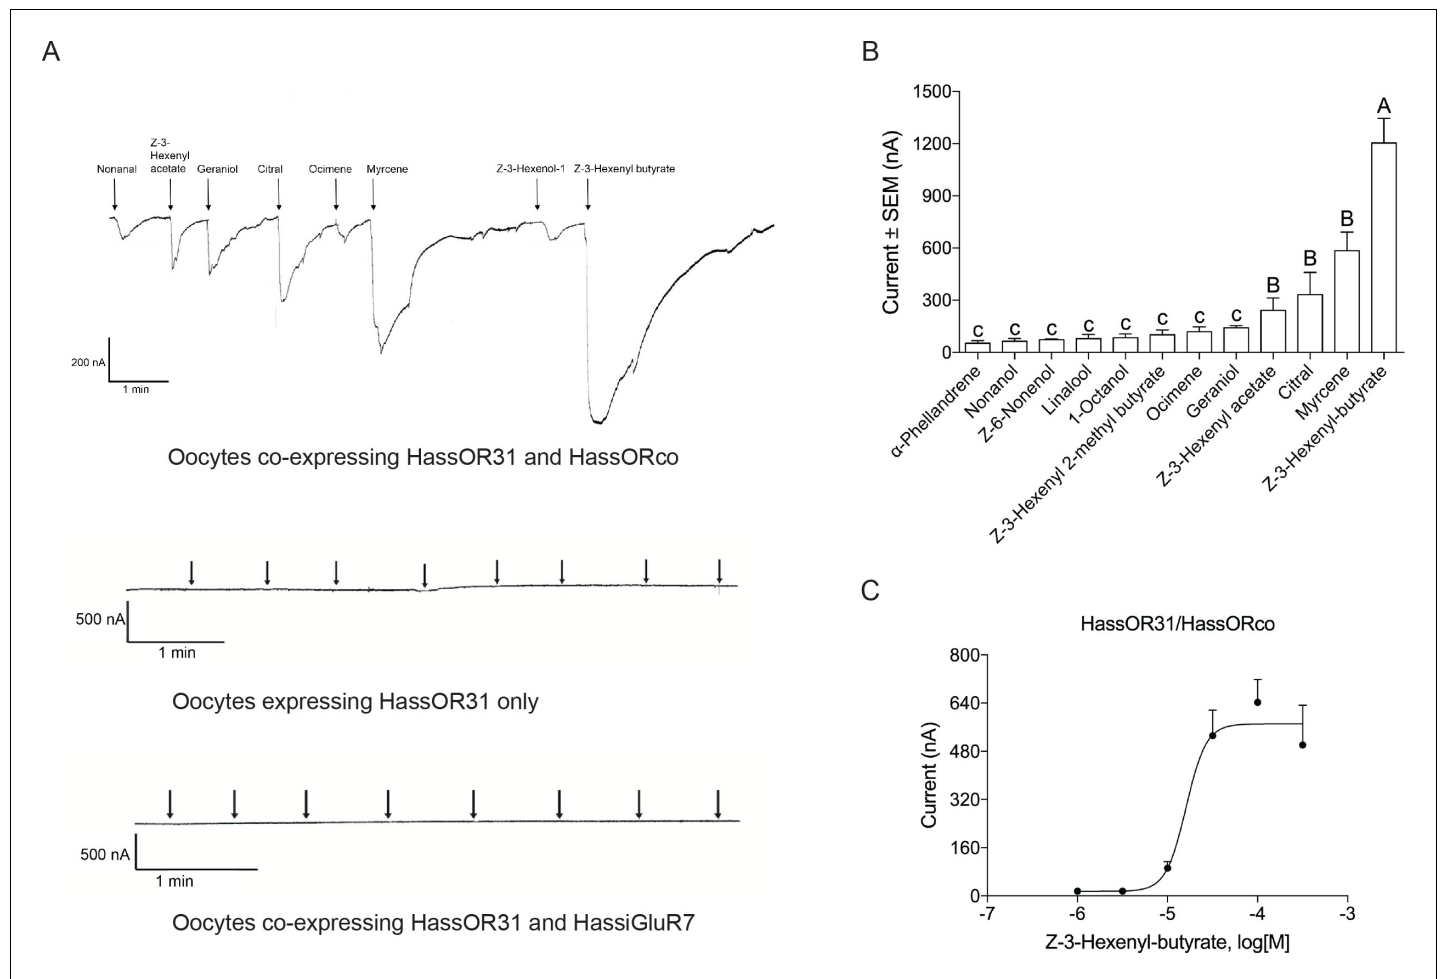 A
Nonanal
Z-3-
Hexenyl
acetate
Geraniol
Citral
Ocimene
Myrcene
Z-3-Hexenol-1
Z-3-Hexenyl butyrate
200 nA
1 min
Oocytes co-expressing HassOR31 and HassORco
500 nA
1 min
Oocytes expressing HassOR31 only
500 nA
1 min
Oocytes co-expressing HassOR31 and HassiGluR7
B
Current ± SEM (nA)
1500
1200
900
600
300
0
c
c
c
c
c
c
c
c
B
B
B
A
α-Phellandrene
Nonanol
Z-6-Nonenol
Linalool
1-Octanol
Z-3-Hexenyl 2-methyl butyrate
Ocimene
Geraniol
Z-3-Hexenyl acetate
Citral
Myrcene
Z-3-Hexenyl-butyrate
C
HassOR31/HassORco
Current (nA)
800
640
480
320
160
0
-7
-6
-5
-4
-3
Z-3-Hexenyl-butyrate, log[M]